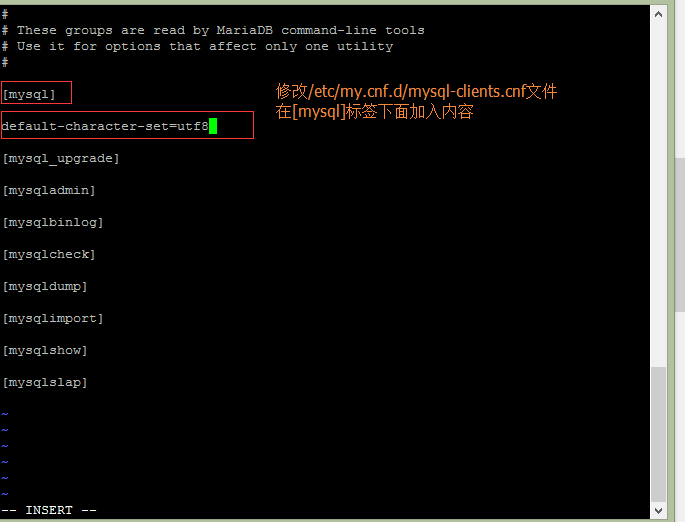 #
# These groups are read by MariaDB command-line tools
# Use it for options that affect only one utility
#
[mysql]
修改/etc/my.cnf.d/mysql-clients.cnf文件
在[mysql]标签下面加入内容
default-character-set=utf8
[mysql_upgrade]
[mysqladmin]
[mysqlbinlog]
[mysqlcheck]
[mysqldump]
[mysqlimport]
[mysqlshow]
[mysqlslap]
~
~
~
~
~
~
-- INSERT --